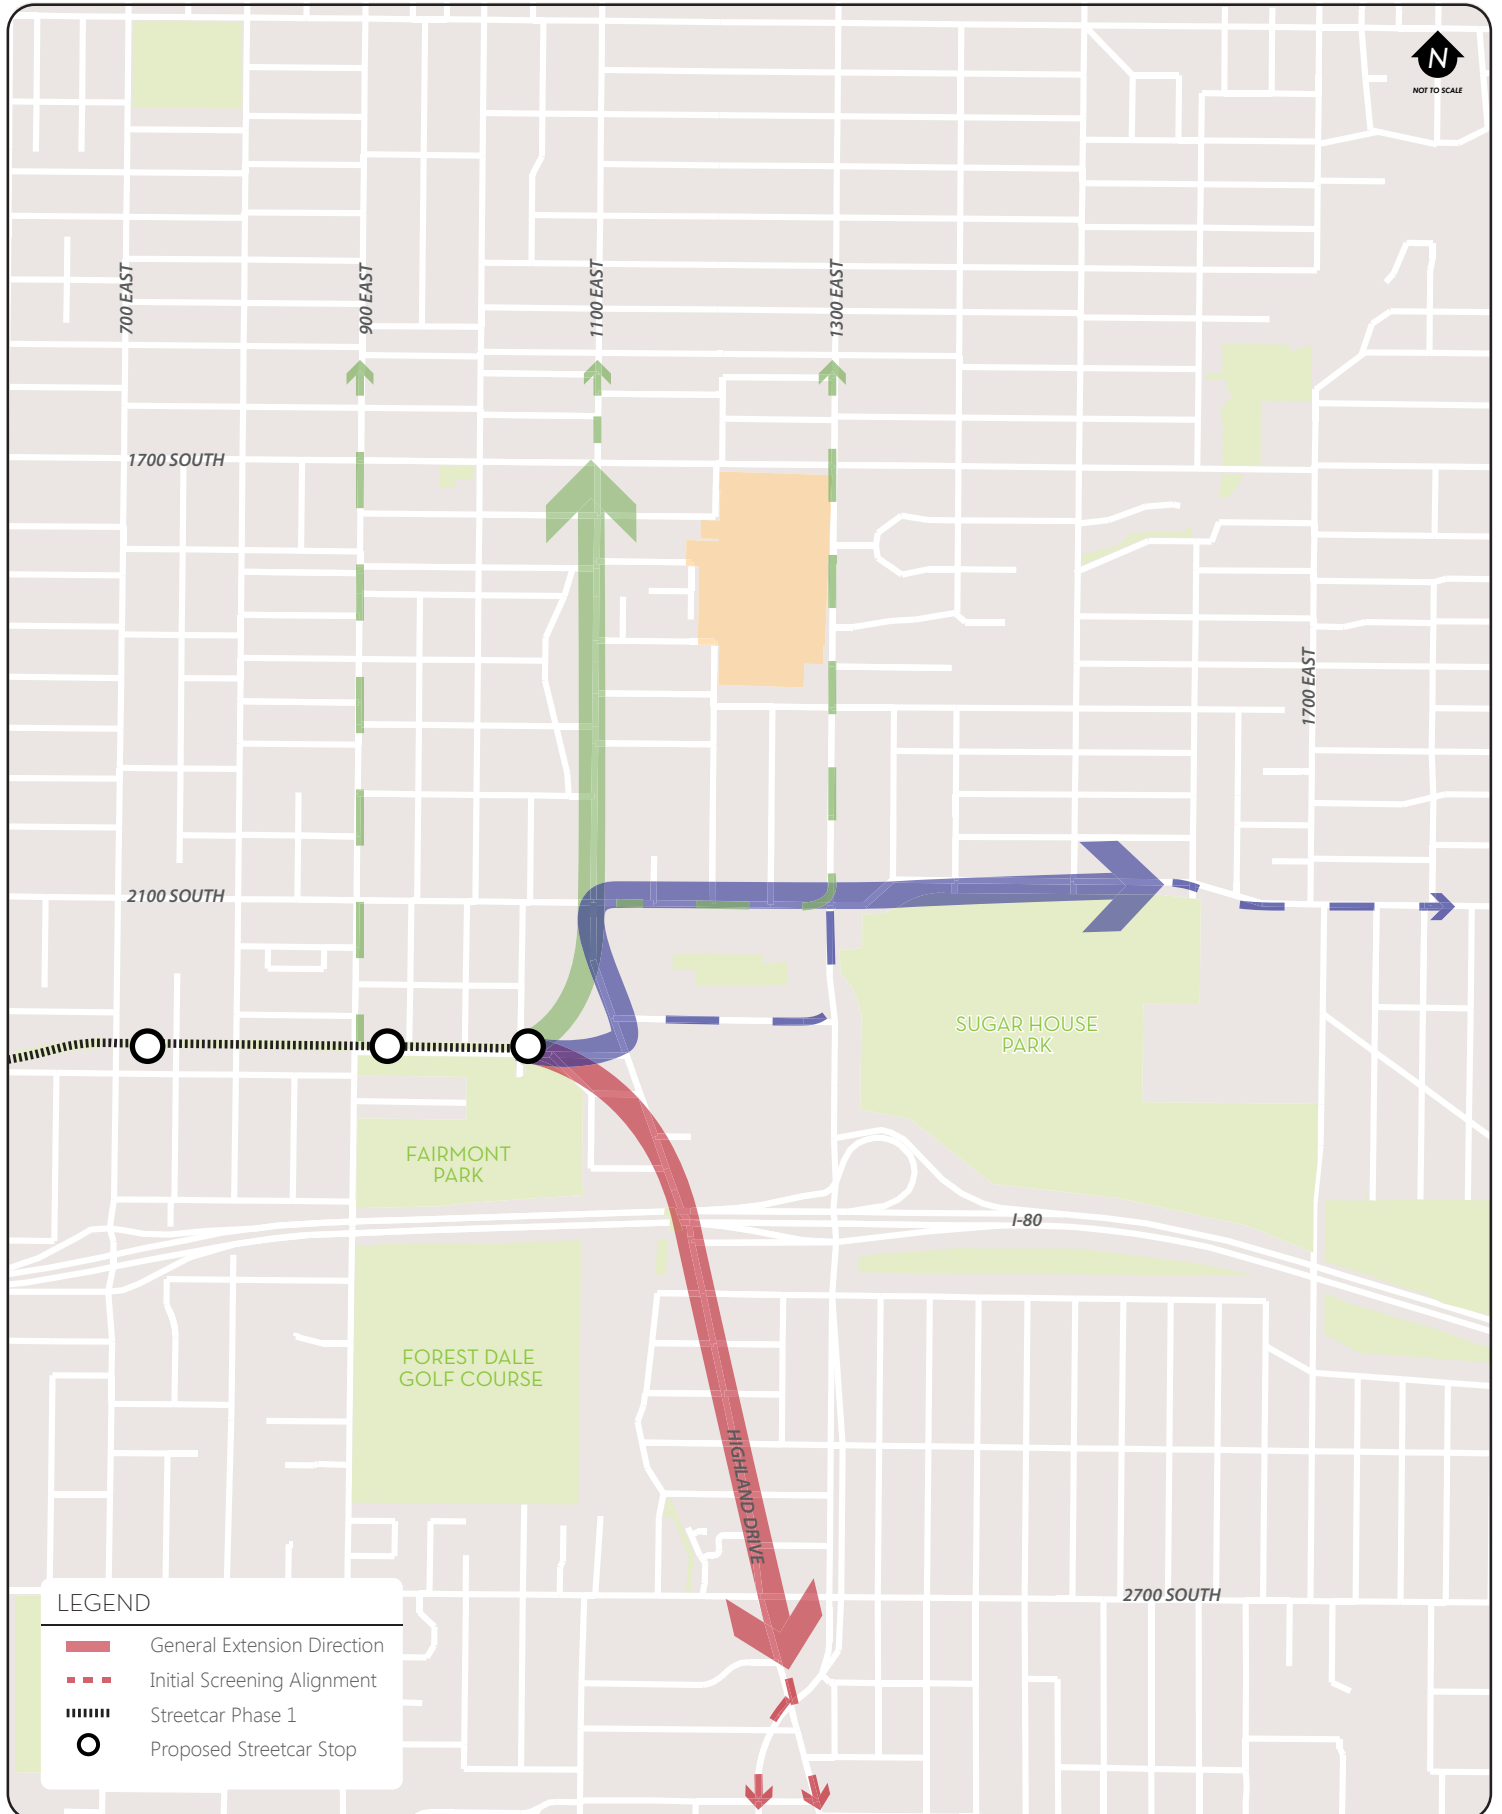 N
NOT TO SCALE
700 EAST
900 EAST
1100 EAST
1300 EAST
1700 SOUTH
1700 EAST
2100 SOUTH
SUGAR HOUSE
PARK
FAIRMONT
PARK
I-80
FOREST DALE
GOLF COURSE
HIGHLAND DRIVE
2700 SOUTH
LEGEND
General Extension Direction
Initial Screening Alignment
Streetcar Phase 1
Proposed Streetcar Stop